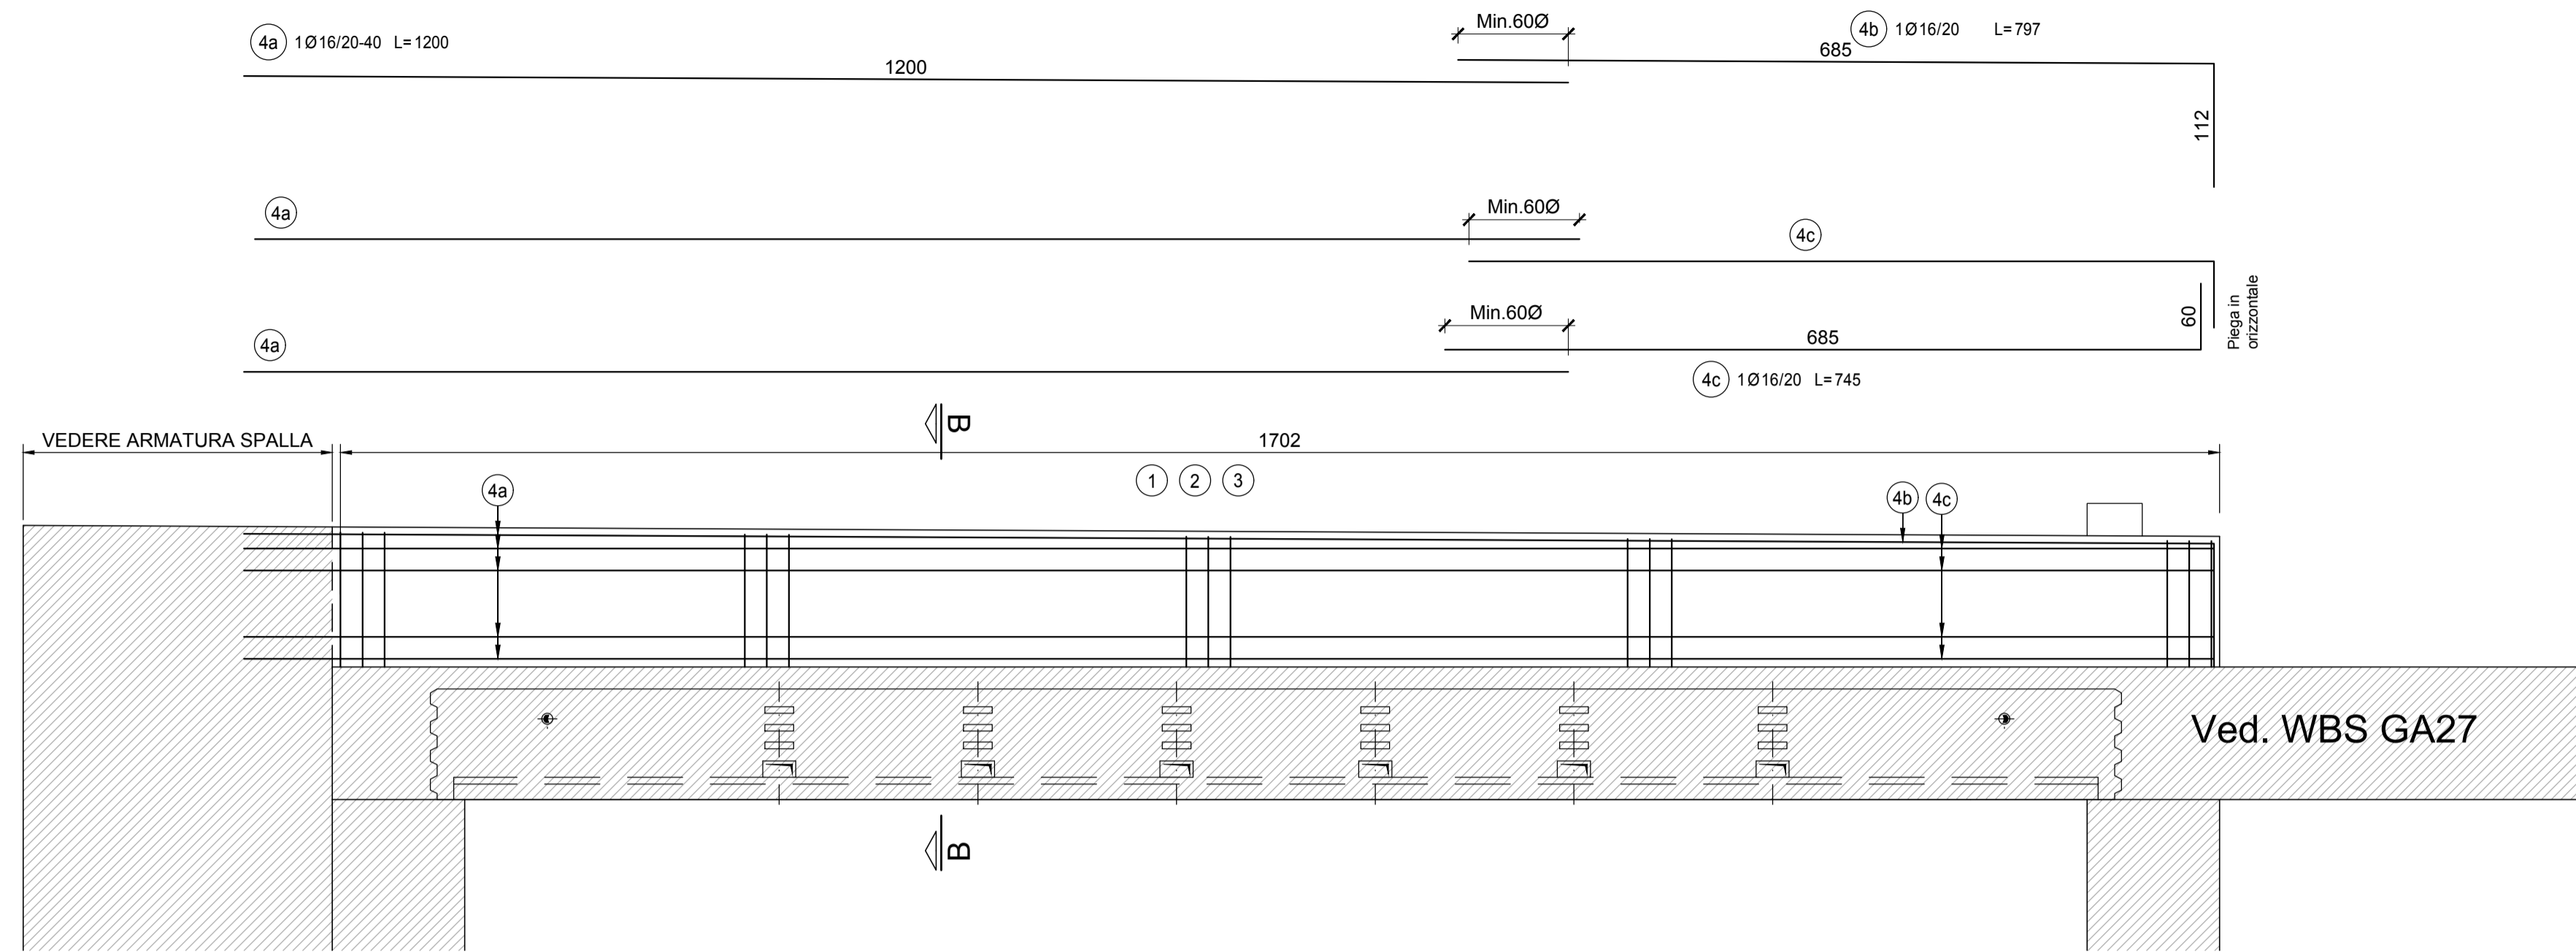 4a 1Ø16/20-40 L=1200
1200
Min.60Ø
4b 1Ø16/20 L=797
685
112
4a
Min.60Ø
4c
Piega in
orizzontale
4a
Min.60Ø
685
60
4c 1Ø16/20 L=745
VEDERE ARMATURA SPALLA
B
1702
1 2 3
4a
4b 4c
Ved. WBS GA27
B